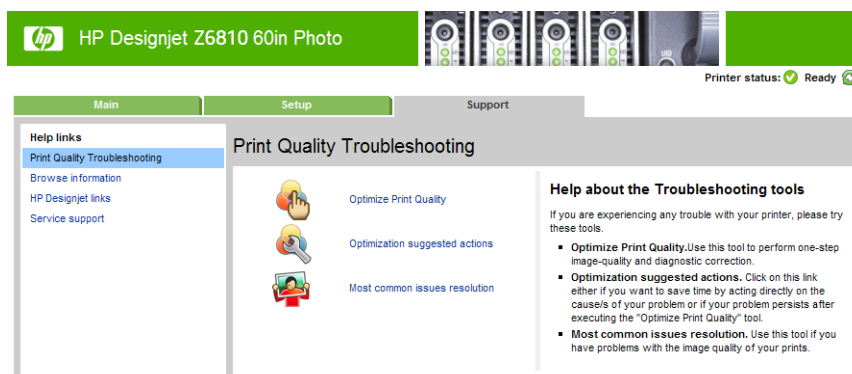 hp HP Designjet Z6810 60in Photo
UID
Printer status: Ready
Main Setup Support
Help links
Print Quality Troubleshooting
Browse information
HP Designjet links
Service support
Print Quality Troubleshooting
Optimize Print Quality
Optimization suggested actions
Most common issues resolution
Help about the Troubleshooting tools
If you are experiencing any trouble with your printer, please try
these tools.
▪ Optimize Print Quality.Use this tool to perform one-step
image-quality and diagnostic correction.
▪ Optimization suggested actions. Click on this link
either if you want to save time by acting directly on the
cause/s of your problem or if your problem persists after
executing the "Optimize Print Quality" tool.
▪ Most common issues resolution. Use this tool if you
have problems with the image quality of your prints.